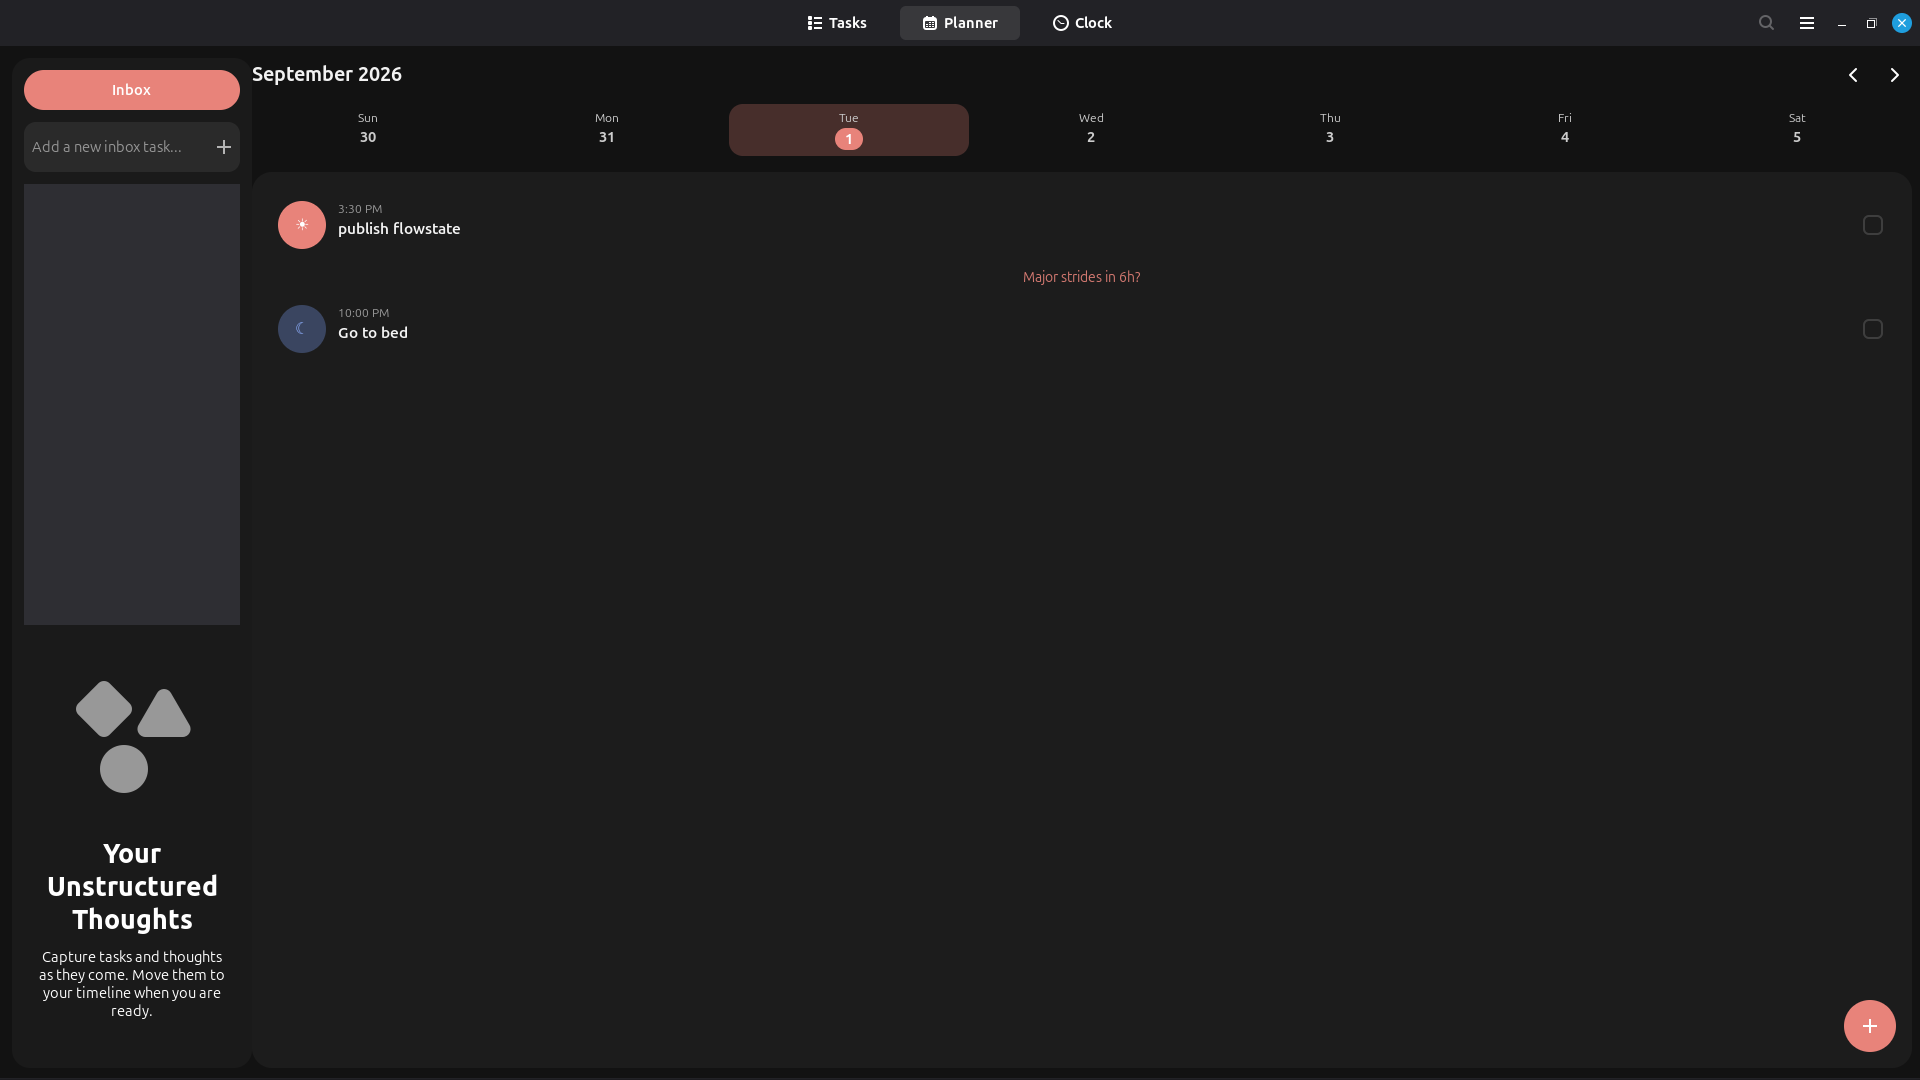 Tasks
Planner
Clock
Inbox
Add a new inbox task...
Your
Unstructured
Thoughts
Capture tasks and thoughts
as they come. Move them to
your timeline when you are
ready.
September 2026
Sun
30
Mon
31
Tue
1
Wed
2
Thu
3
Fri
4
Sat
5
3:30 PM
publish flowstate
Major strides in 6h?
10:00 PM
Go to bed